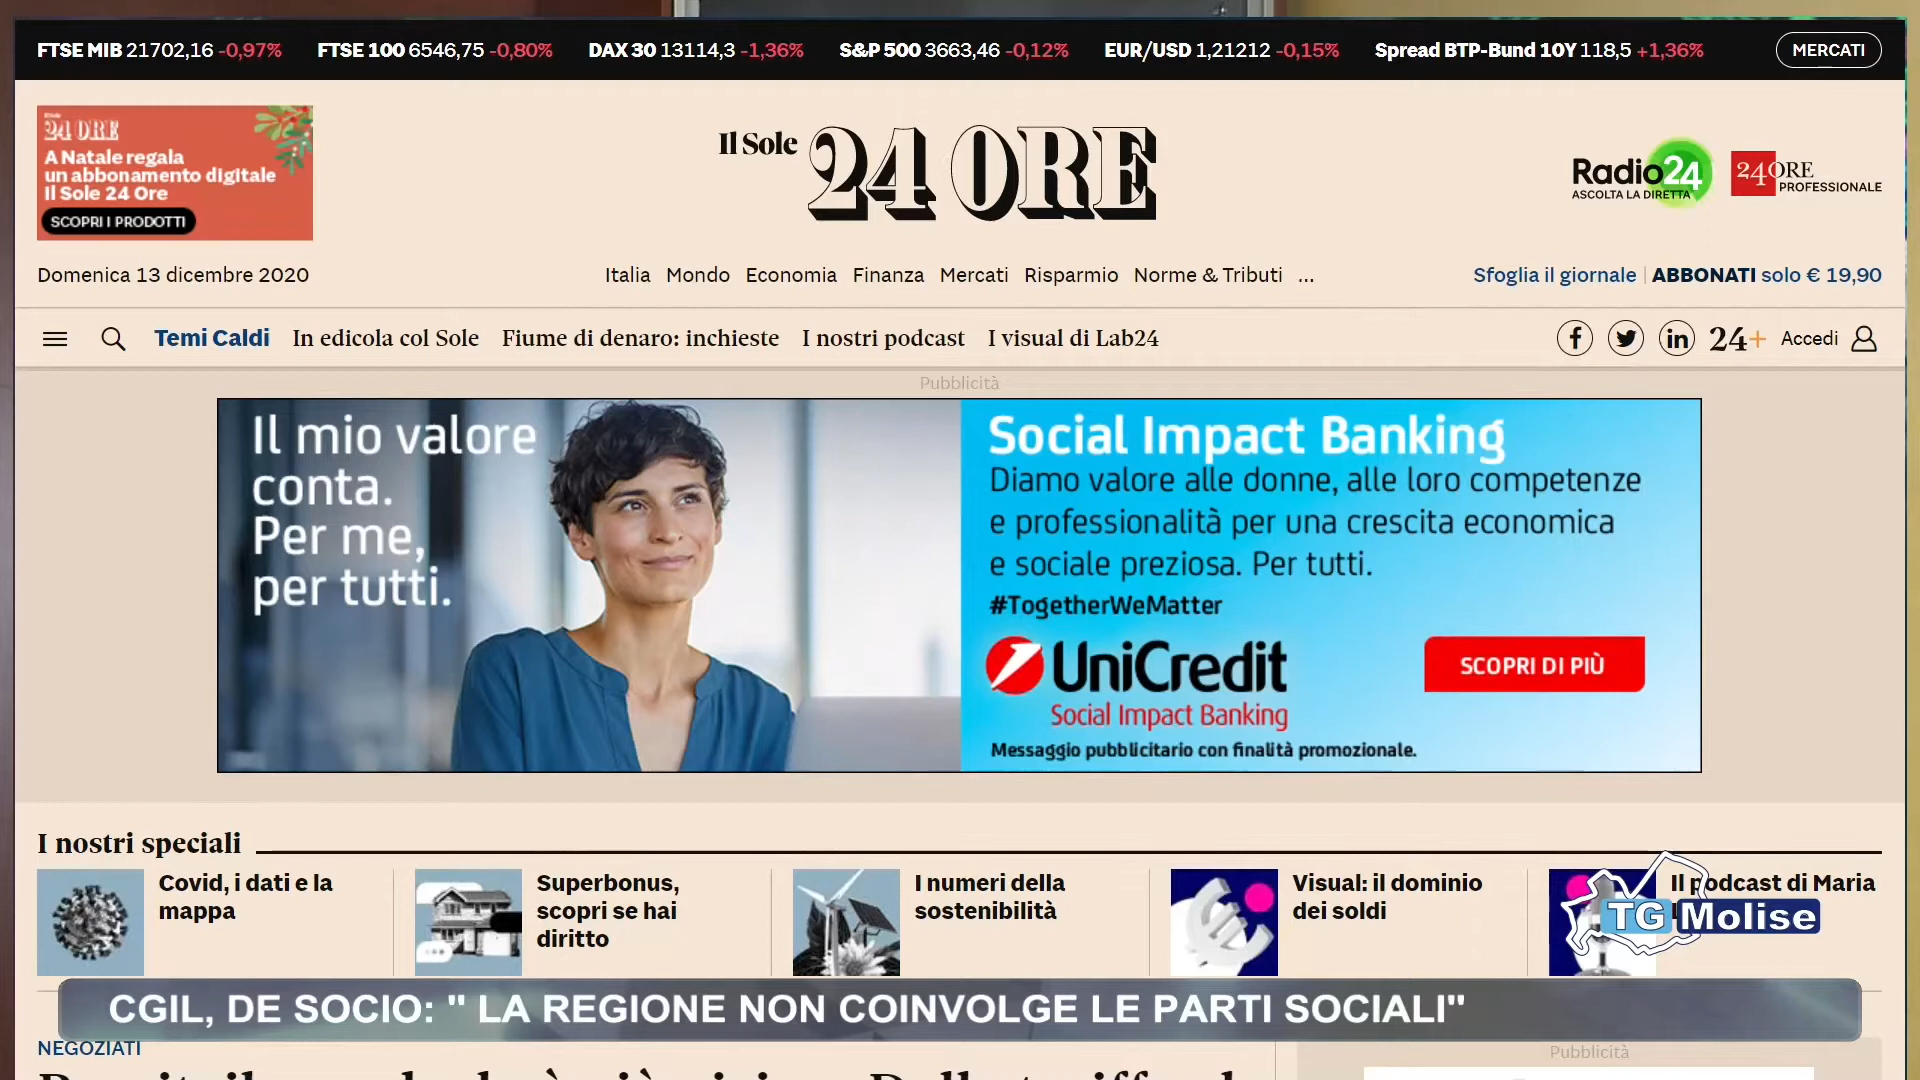 FTSE MIB 21702,16 -0,97% FTSE 100 6546,75 -0,80% DAX 30 13114,3 -1,36% S&P 500 3663,46 -0,12% EUR/USD 1,21212 -0,15% Spread BTP-Bund 10Y 118,5 +1,36% MERCATI
24 ORE
A Natale regala
un abbonamento digitale
Il Sole 24 Ore
SCOPRI I PRODOTTI
Il Sole 24 ORE
Radio24
ASCOLTA LA DIRETTA
24 ORE
PROFESSIONALE
Domenica 13 dicembre 2020
Italia Mondo Economia Finanza Mercati Risparmio Norme & Tributi ...
Sfoglia il giornale | ABBONATI solo € 19,90
Temi Caldi In edicola col Sole Fiume di denaro: inchieste I nostri podcast I visual di Lab24
24+ Accedi
Pubblicità
Il mio valore
conta.
Per me,
per tutti.
Social Impact Banking
Diamo valore alle donne, alle loro competenze
e professionalità per una crescita economica
e sociale preziosa. Per tutti.
#TogetherWeMatter
UniCredit
Social Impact Banking
SCOPRI DI PIÙ
Messaggio pubblicitario con finalità promozionale.
I nostri speciali
Covid, i dati e la
mappa
Superbonus,
scopri se hai
diritto
I numeri della
sostenibilità
Visual: il dominio
dei soldi
Il podcast di Maria
TG Molise
CGIL, DE SOCIO: " LA REGIONE NON COINVOLGE LE PARTI SOCIALI"
NEGOZIATI
Pubblicità